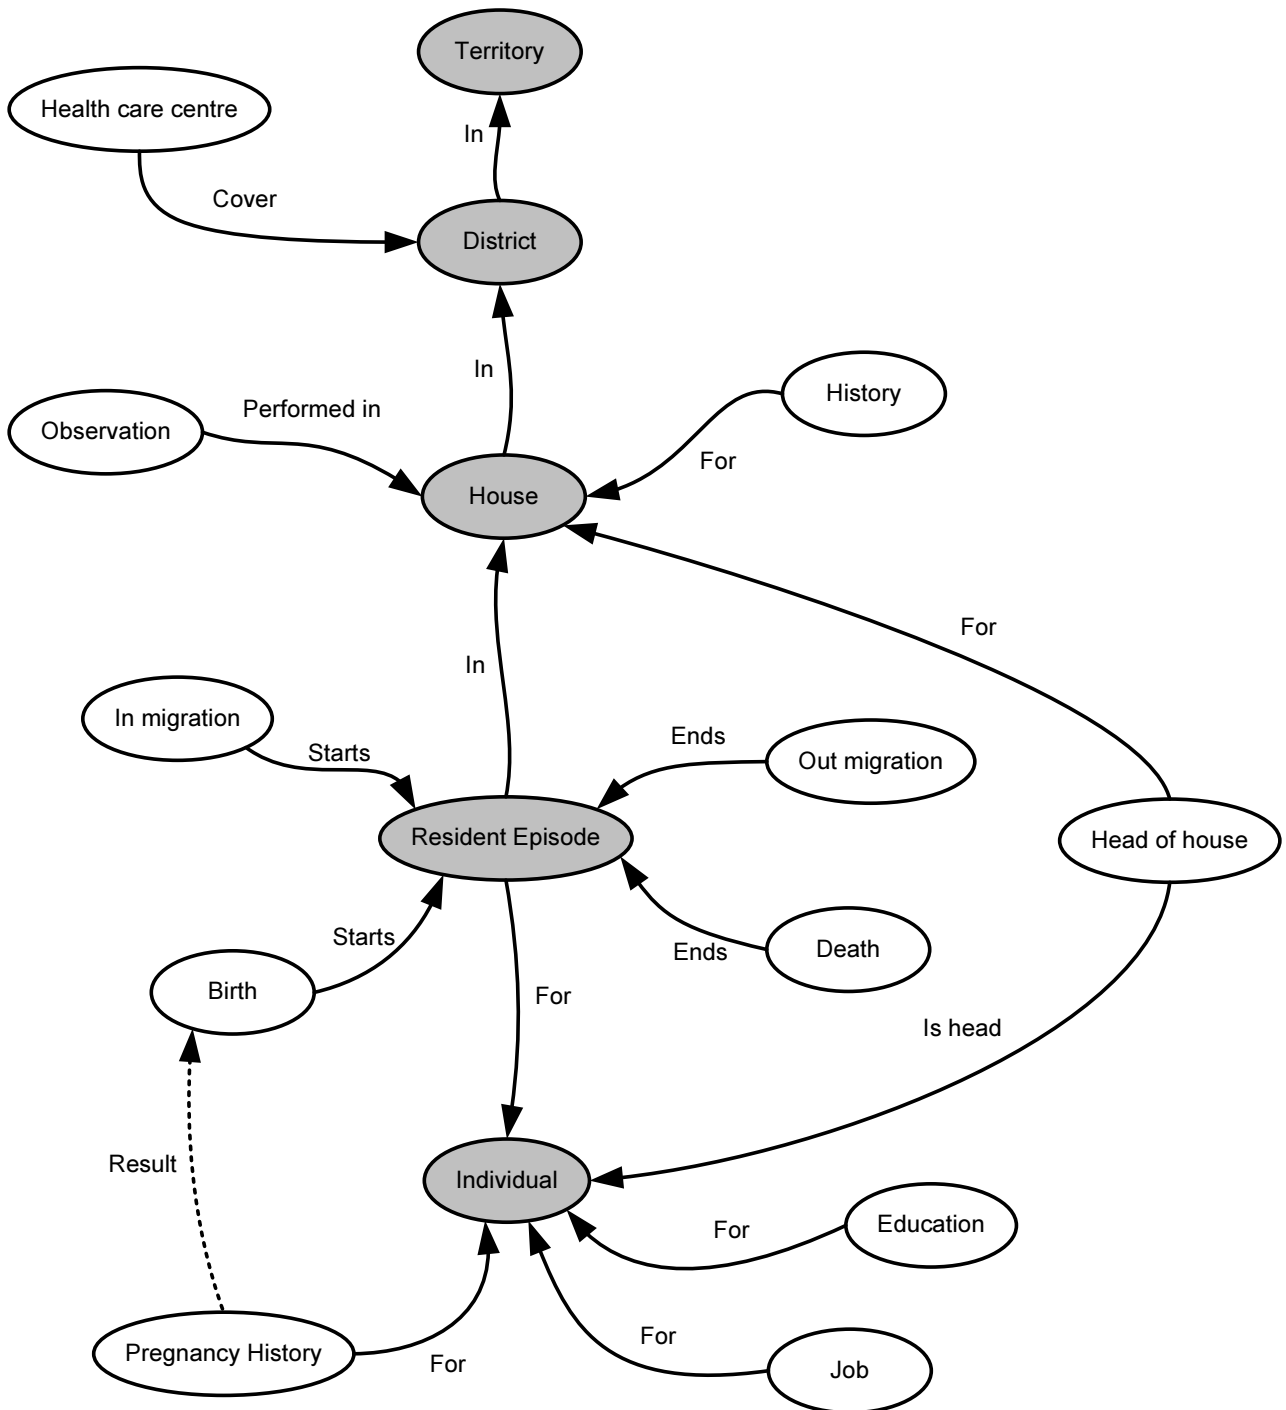 Territory
Health care centre
In
Cover
District
In
History
Performed in
Observation
For
House
For
In
In migration
Ends
Starts
Out migration
Resident Episode
Head of house
Starts
Death
Ends
Birth
For
Is head
Result
Individual
Education
For
For
Pregnancy History
For
Job